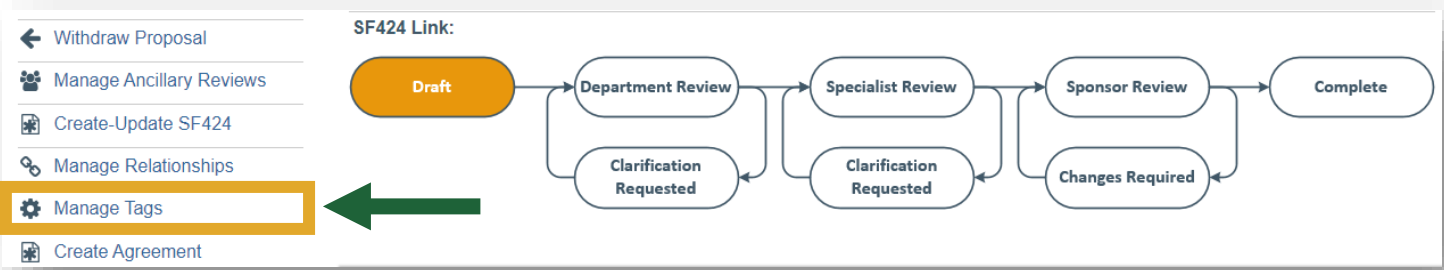 Withdraw Proposal
Manage Ancillary Reviews
Create-Update SF424
Manage Relationships
Manage Tags
Create Agreement
SF424 Link:
Draft
Department Review
Specialist Review
Sponsor Review
Complete
Clarification
Requested
Clarification
Requested
Changes Required